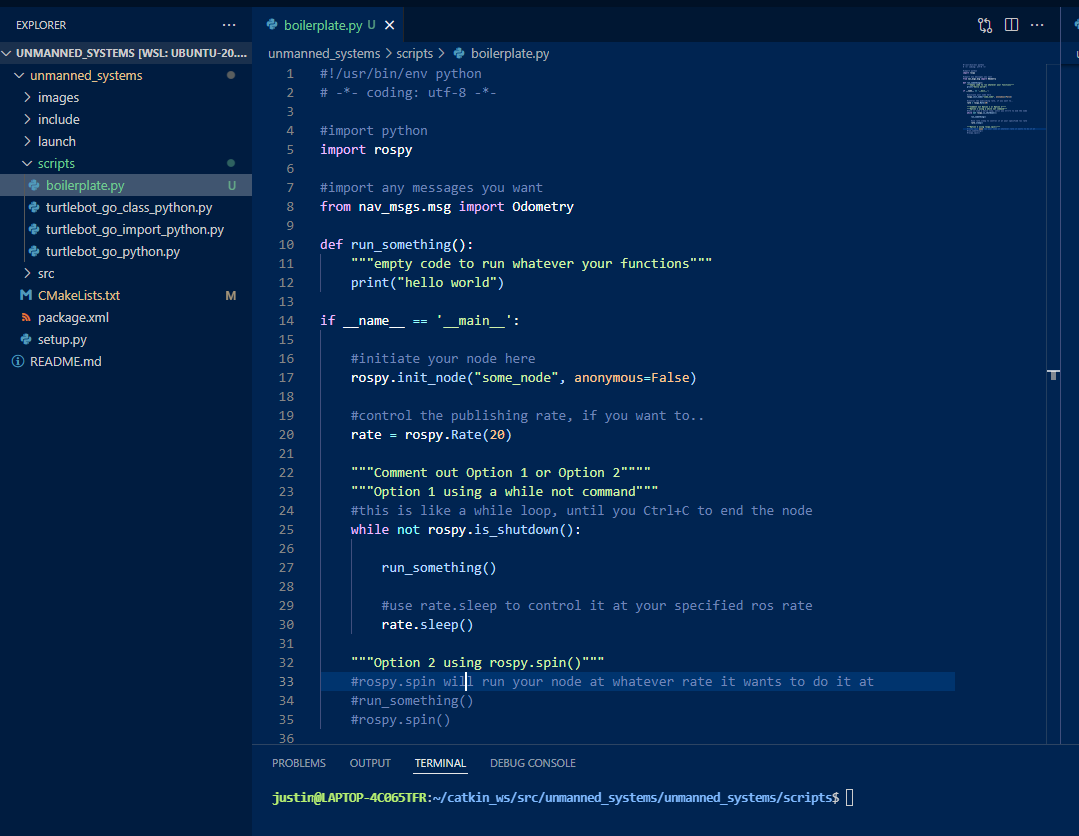 EXPLORER
UNMANNED_SYSTEMS [WSL: UBUNTU-20....
unmanned_systems
images
include
launch
scripts
boilerplate.py U
turtlebot_go_class_python.py
turtlebot_go_import_python.py
turtlebot_go_python.py
src
CMakeLists.txt M
package.xml
setup.py
README.md
boilerplate.py U
unmanned_systems > scripts > boilerplate.py
1 #!/usr/bin/env python
2 # -*- coding: utf-8 -*-
3
4 #import python
5 import rospy
6
7 #import any messages you want
8 from nav_msgs.msg import Odometry
9
10 def run_something():
11 """empty code to run whatever your functions"""
12 print("hello world")
13
14 if __name__ == '__main__':
15
16 #initiate your node here
17 rospy.init_node("some_node", anonymous=False)
18
19 #control the publishing rate, if you want to..
20 rate = rospy.Rate(20)
21
22 """Comment out Option 1 or Option 2""""
23 """Option 1 using a while not command"""
24 #this is like a while loop, until you Ctrl+C to end the node
25 while not rospy.is_shutdown():
26
27 run_something()
28
29 #use rate.sleep to control it at your specified ros rate
30 rate.sleep()
31
32 """Option 2 using rospy.spin()"""
33 #rospy.spin will run your node at whatever rate it wants to do it at
34 #run_something()
35 #rospy.spin()
36
PROBLEMS OUTPUT TERMINAL DEBUG CONSOLE
justin@LAPTOP-4C065TFR:~/catkin_ws/src/unmanned_systems/unmanned_systems/scripts$